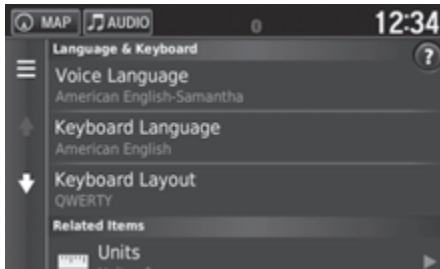 MAP AUDIO 0 12:34
Language & Keyboard ?
Voice Language
American English-Samantha
Keyboard Language
American English
Keyboard Layout
QWERTY
Related Items
Units